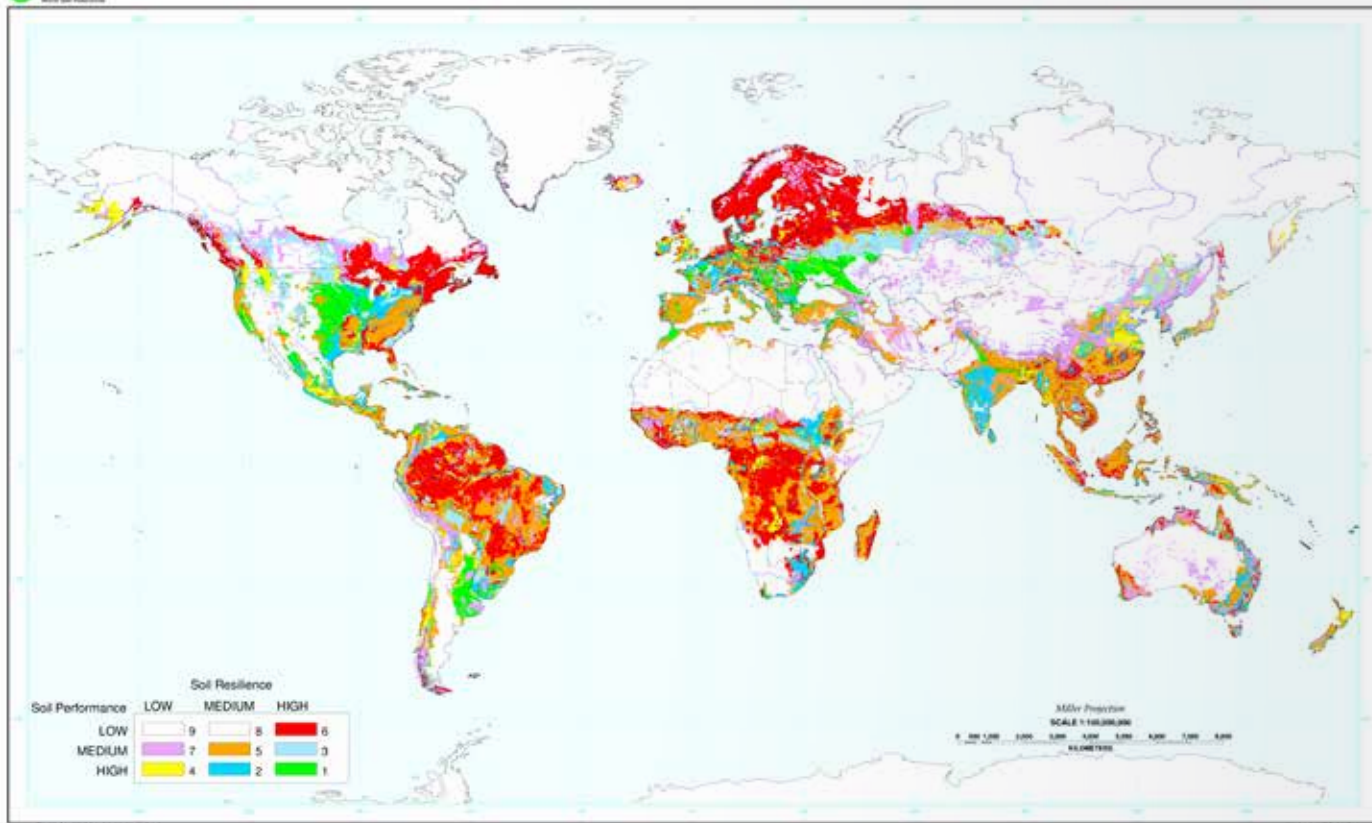 Soil Resilience
Soil Performance LOW MEDIUM HIGH
LOW 9 8 6
MEDIUM 7 5 3
HIGH 4 2 1
Miller Projection
SCALE 1:100,000,000
KILOMETERS